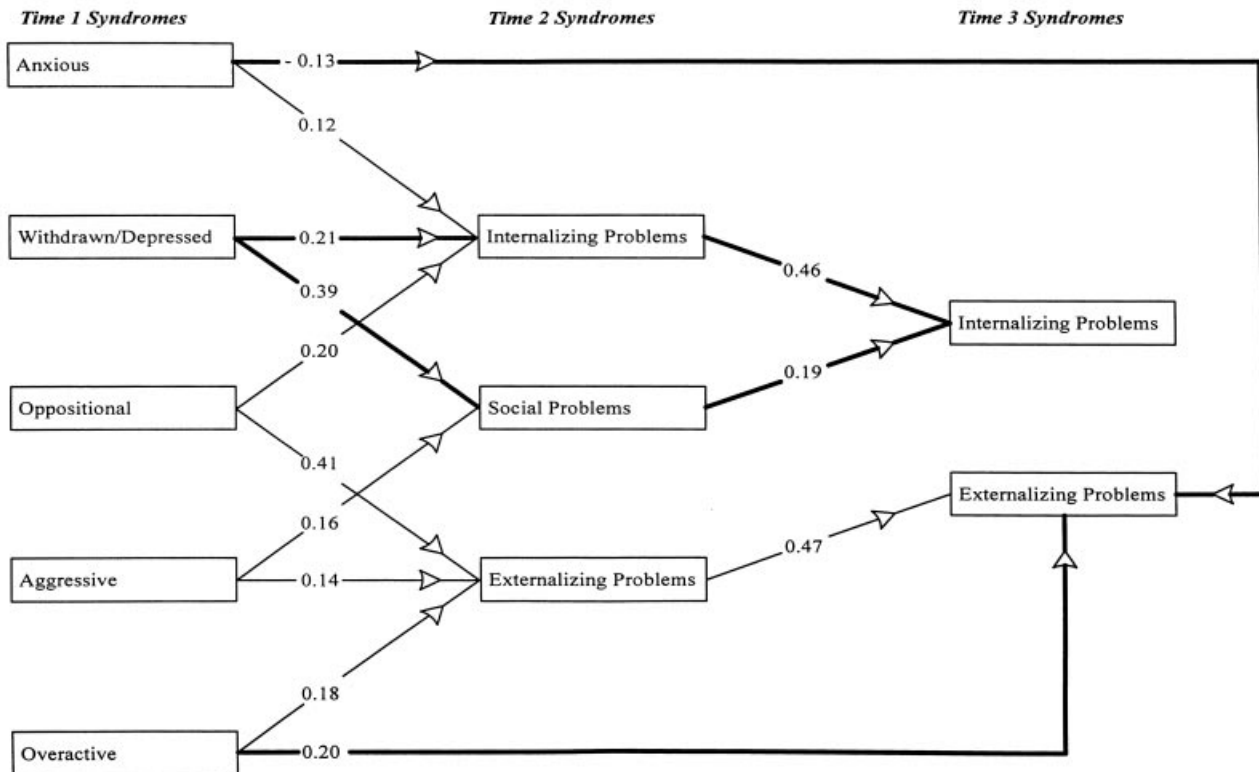 Time 1 Syndromes
Time 2 Syndromes
Time 3 Syndromes
Anxious
- 0.13
0.12
Withdrawn/Depressed
0.21
Internalizing Problems
0.46
0.39
Internalizing Problems
0.20
0.19
Oppositional
Social Problems
0.41
Externalizing Problems
0.16
0.47
Aggressive
0.14
Externalizing Problems
0.18
Overactive
0.20